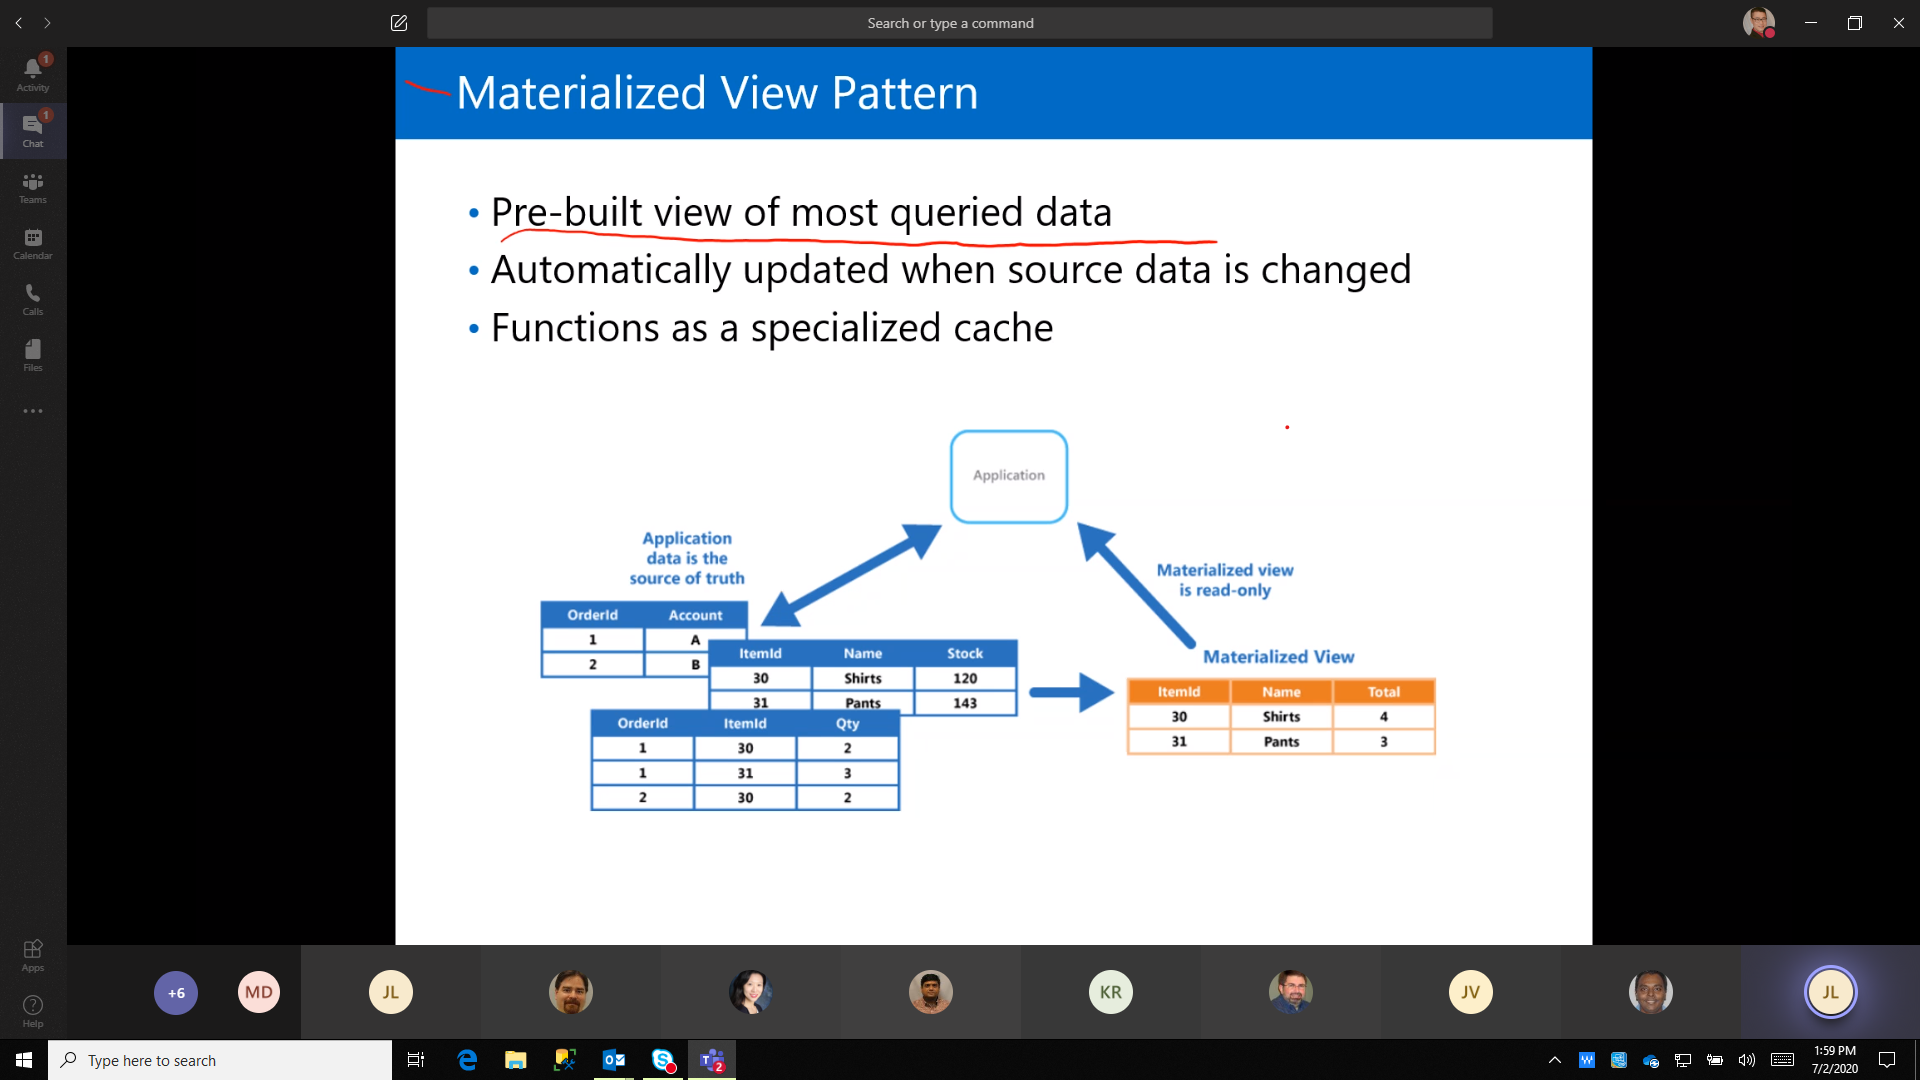 Search or type a command
1
Activity
1
Chat
Teams
Calendar
Calls
Files
Apps
Help
Materialized View Pattern
• Pre-built view of most queried data
• Automatically updated when source data is changed
• Functions as a specialized cache
Application
Application
data is the
source of truth
Materialized view
is read-only
OrderId Account
1 A
2 B
ItemId Name Stock
30 Shirts 120
31 Pants 143
OrderId ItemId Qty
1 30 2
1 31 3
2 30 2
Materialized View
ItemId Name Total
30 Shirts 4
31 Pants 3
+6 MD JL KR JV JL
Type here to search
2
1:59 PM
7/2/2020